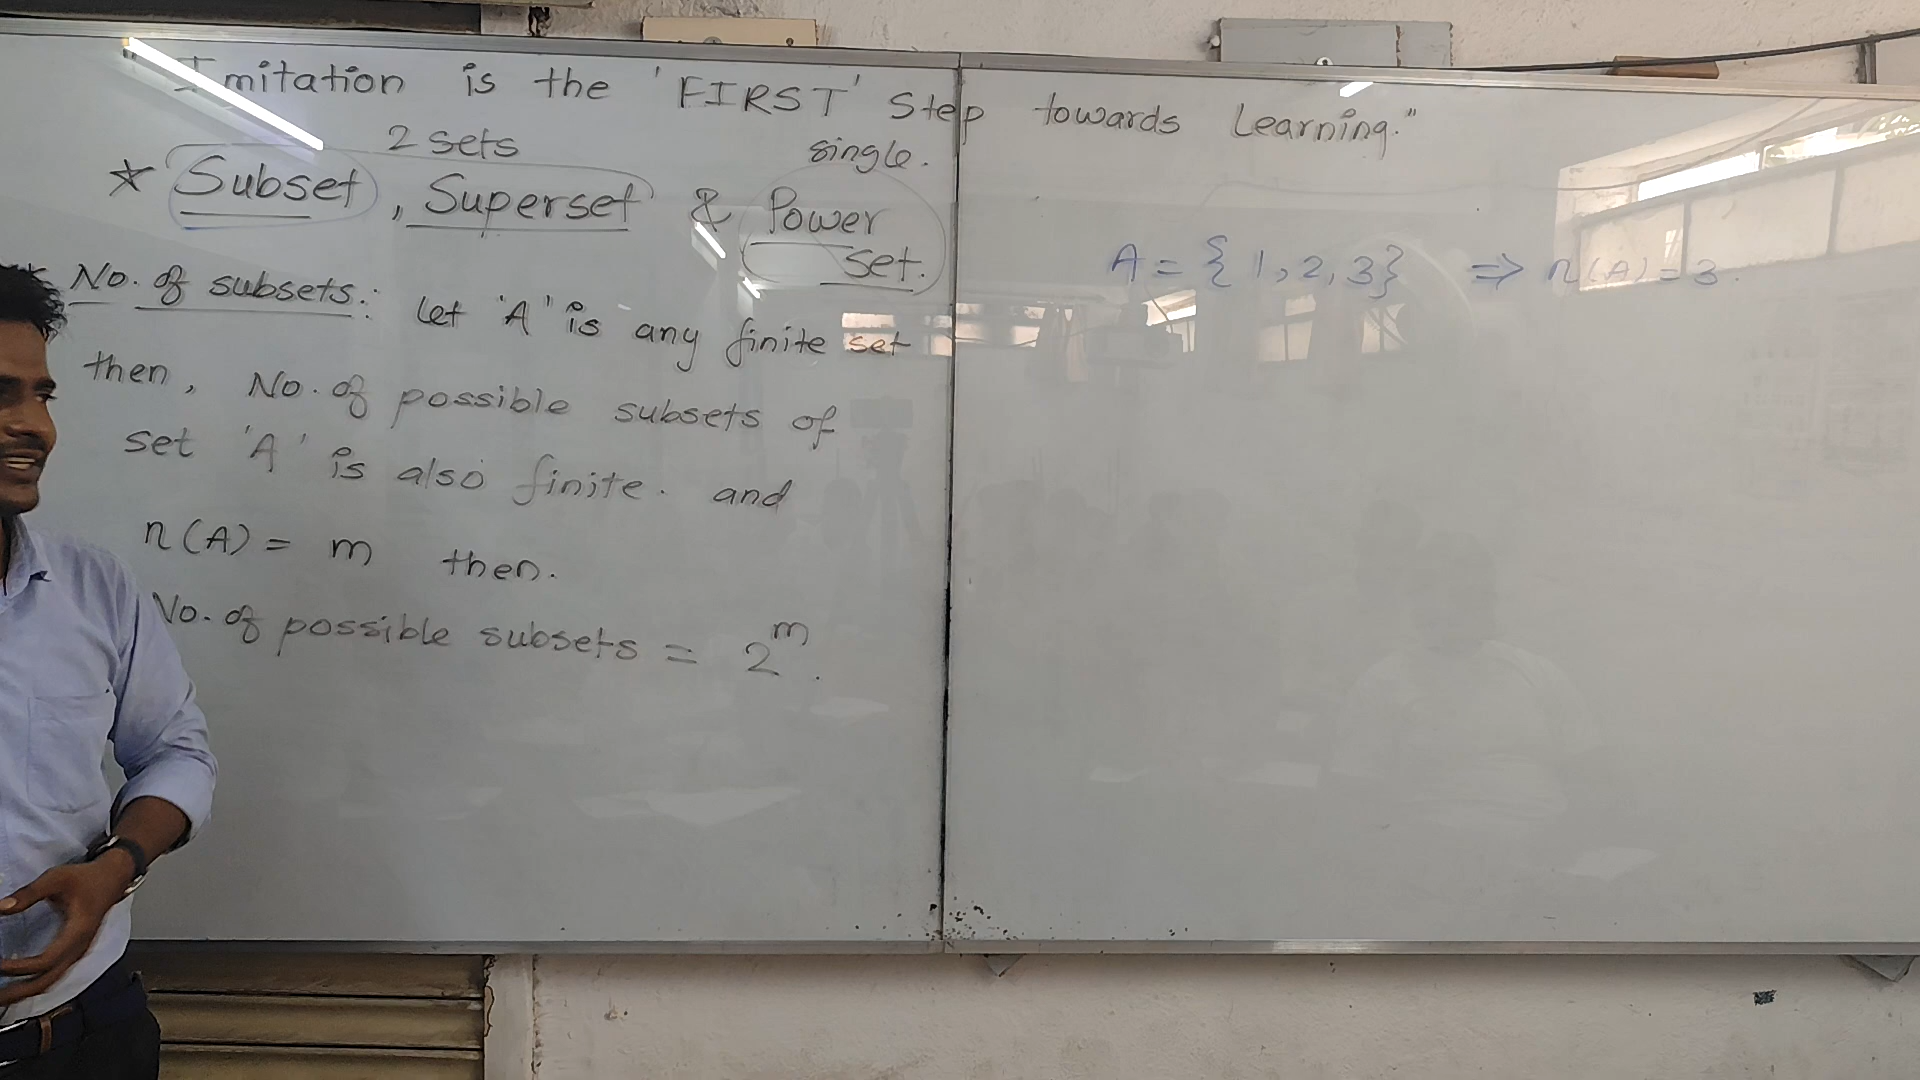 "Imitation is the 'FIRST' Step towards Learning."
2 sets single.
* Subset, Superset & Power
set.
* No. of subsets: Let 'A' is any finite set
then, No. of possible subsets of
set 'A' is also finite. and
n(A) = m then.
No. of possible subsets = 2^m.
A = {1,2,3} ⇒ n(A) = 3.